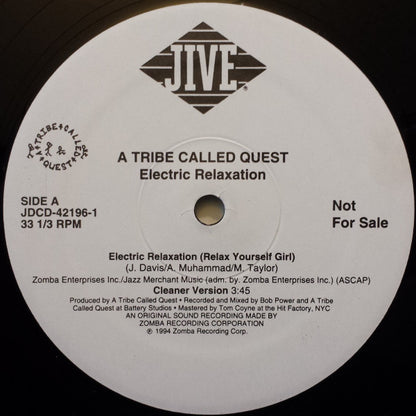 JIVE
®
A TRIBE CALLED QUEST
A TRIBE CALLED QUEST
Electric Relaxation
SIDE A
JDCD-42196-1
33 1/3 RPM
Not
For Sale
Electric Relaxation (Relax Yourself Girl)
(J. Davis/A. Muhammad/M. Taylor)
Zomba Enterprises Inc./Jazz Merchant Music (adm. by. Zomba Enterprises Inc.) (ASCAP)
Cleaner Version 3:45
Produced by A Tribe Called Quest • Recorded and Mixed by Bob Power and A Tribe
Called Quest at Battery Studios • Mastered by Tom Coyne at the Hit Factory, NYC
AN ORIGINAL SOUND RECORDING MADE BY
ZOMBA RECORDING CORPORATION
℗ 1994 Zomba Recording Corp.